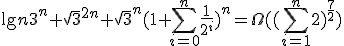 lg n3^n + √3^{2n} + √3^n (1 + ∑_{i=0}^{n} 1/2^i)^n = Ω((∑_{i=1}^{n} 2)^{7/2})